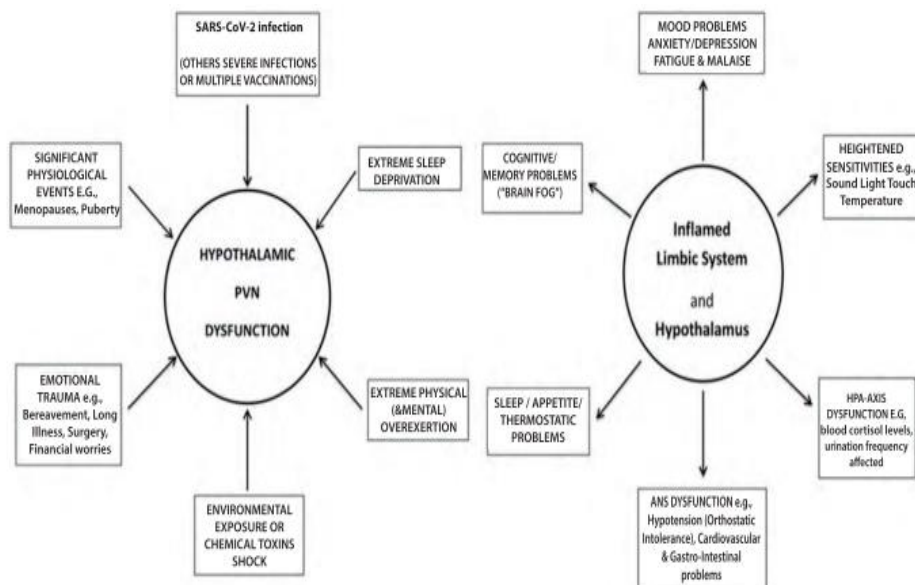 SARS-CoV-2 infection
(OTHERS SEVERE INFECTIONS
OR MULTIPLE VACCINATIONS)
SIGNIFICANT
PHYSIOLOGICAL
EVENTS E.G.,
Menopauses, Puberty
EXTREME SLEEP
DEPRIVATION
HYPOTHALAMIC
PVN
DYSFUNCTION
EMOTIONAL
TRAUMA e.g.,
Bereavement, Long
Illness, Surgery,
Financial worries
EXTREME PHYSICAL
(&MENTAL)
OVEREXERTION
ENVIRONMENTAL
EXPOSURE OR
CHEMICAL TOXINS
SHOCK
MOOD PROBLEMS
ANXIETY/DEPRESSION
FATIGUE & MALAISE
COGNITIVE/
MEMORY PROBLEMS
("BRAIN FOG")
HEIGHTENED
SENSITIVITIES e.g.,
Sound Light Touch
Temperature
Inflamed
Limbic System
and
Hypothalamus
SLEEP / APPETITE/
THERMOSTATIC
PROBLEMS
HPA-AXIS
DYSFUNCTION E.G,
blood cortisol levels,
urination frequency
affected
ANS DYSFUNCTION e.g.,
Hypotension (Orthostatic
Intolerance), Cardiovascular
& Gastro-Intestinal
problems